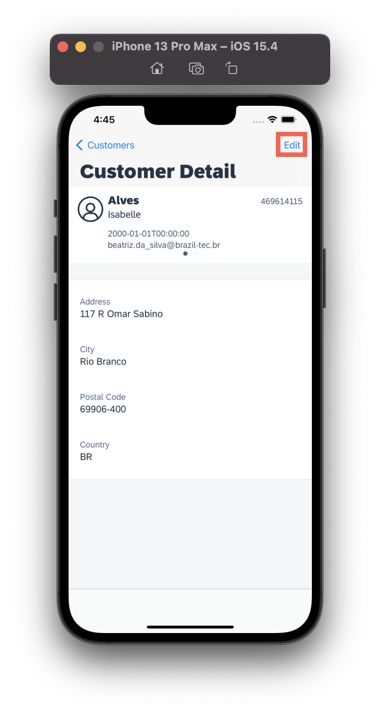 iPhone 13 Pro Max – iOS 15.4
4:45
Customers
Edit
Customer Detail
Alves
469614115
Isabelle
2000-01-01T00:00:00
beatriz.da_silva@brazil-tec.br
Address
117 R Omar Sabino
City
Rio Branco
Postal Code
69906-400
Country
BR